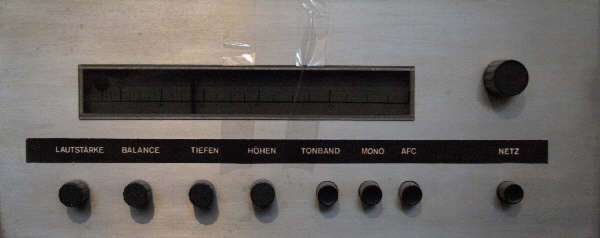 LAUTSTÄRKE BALANCE TIEFEN HÖHEN TONBAND MONO AFC NETZ